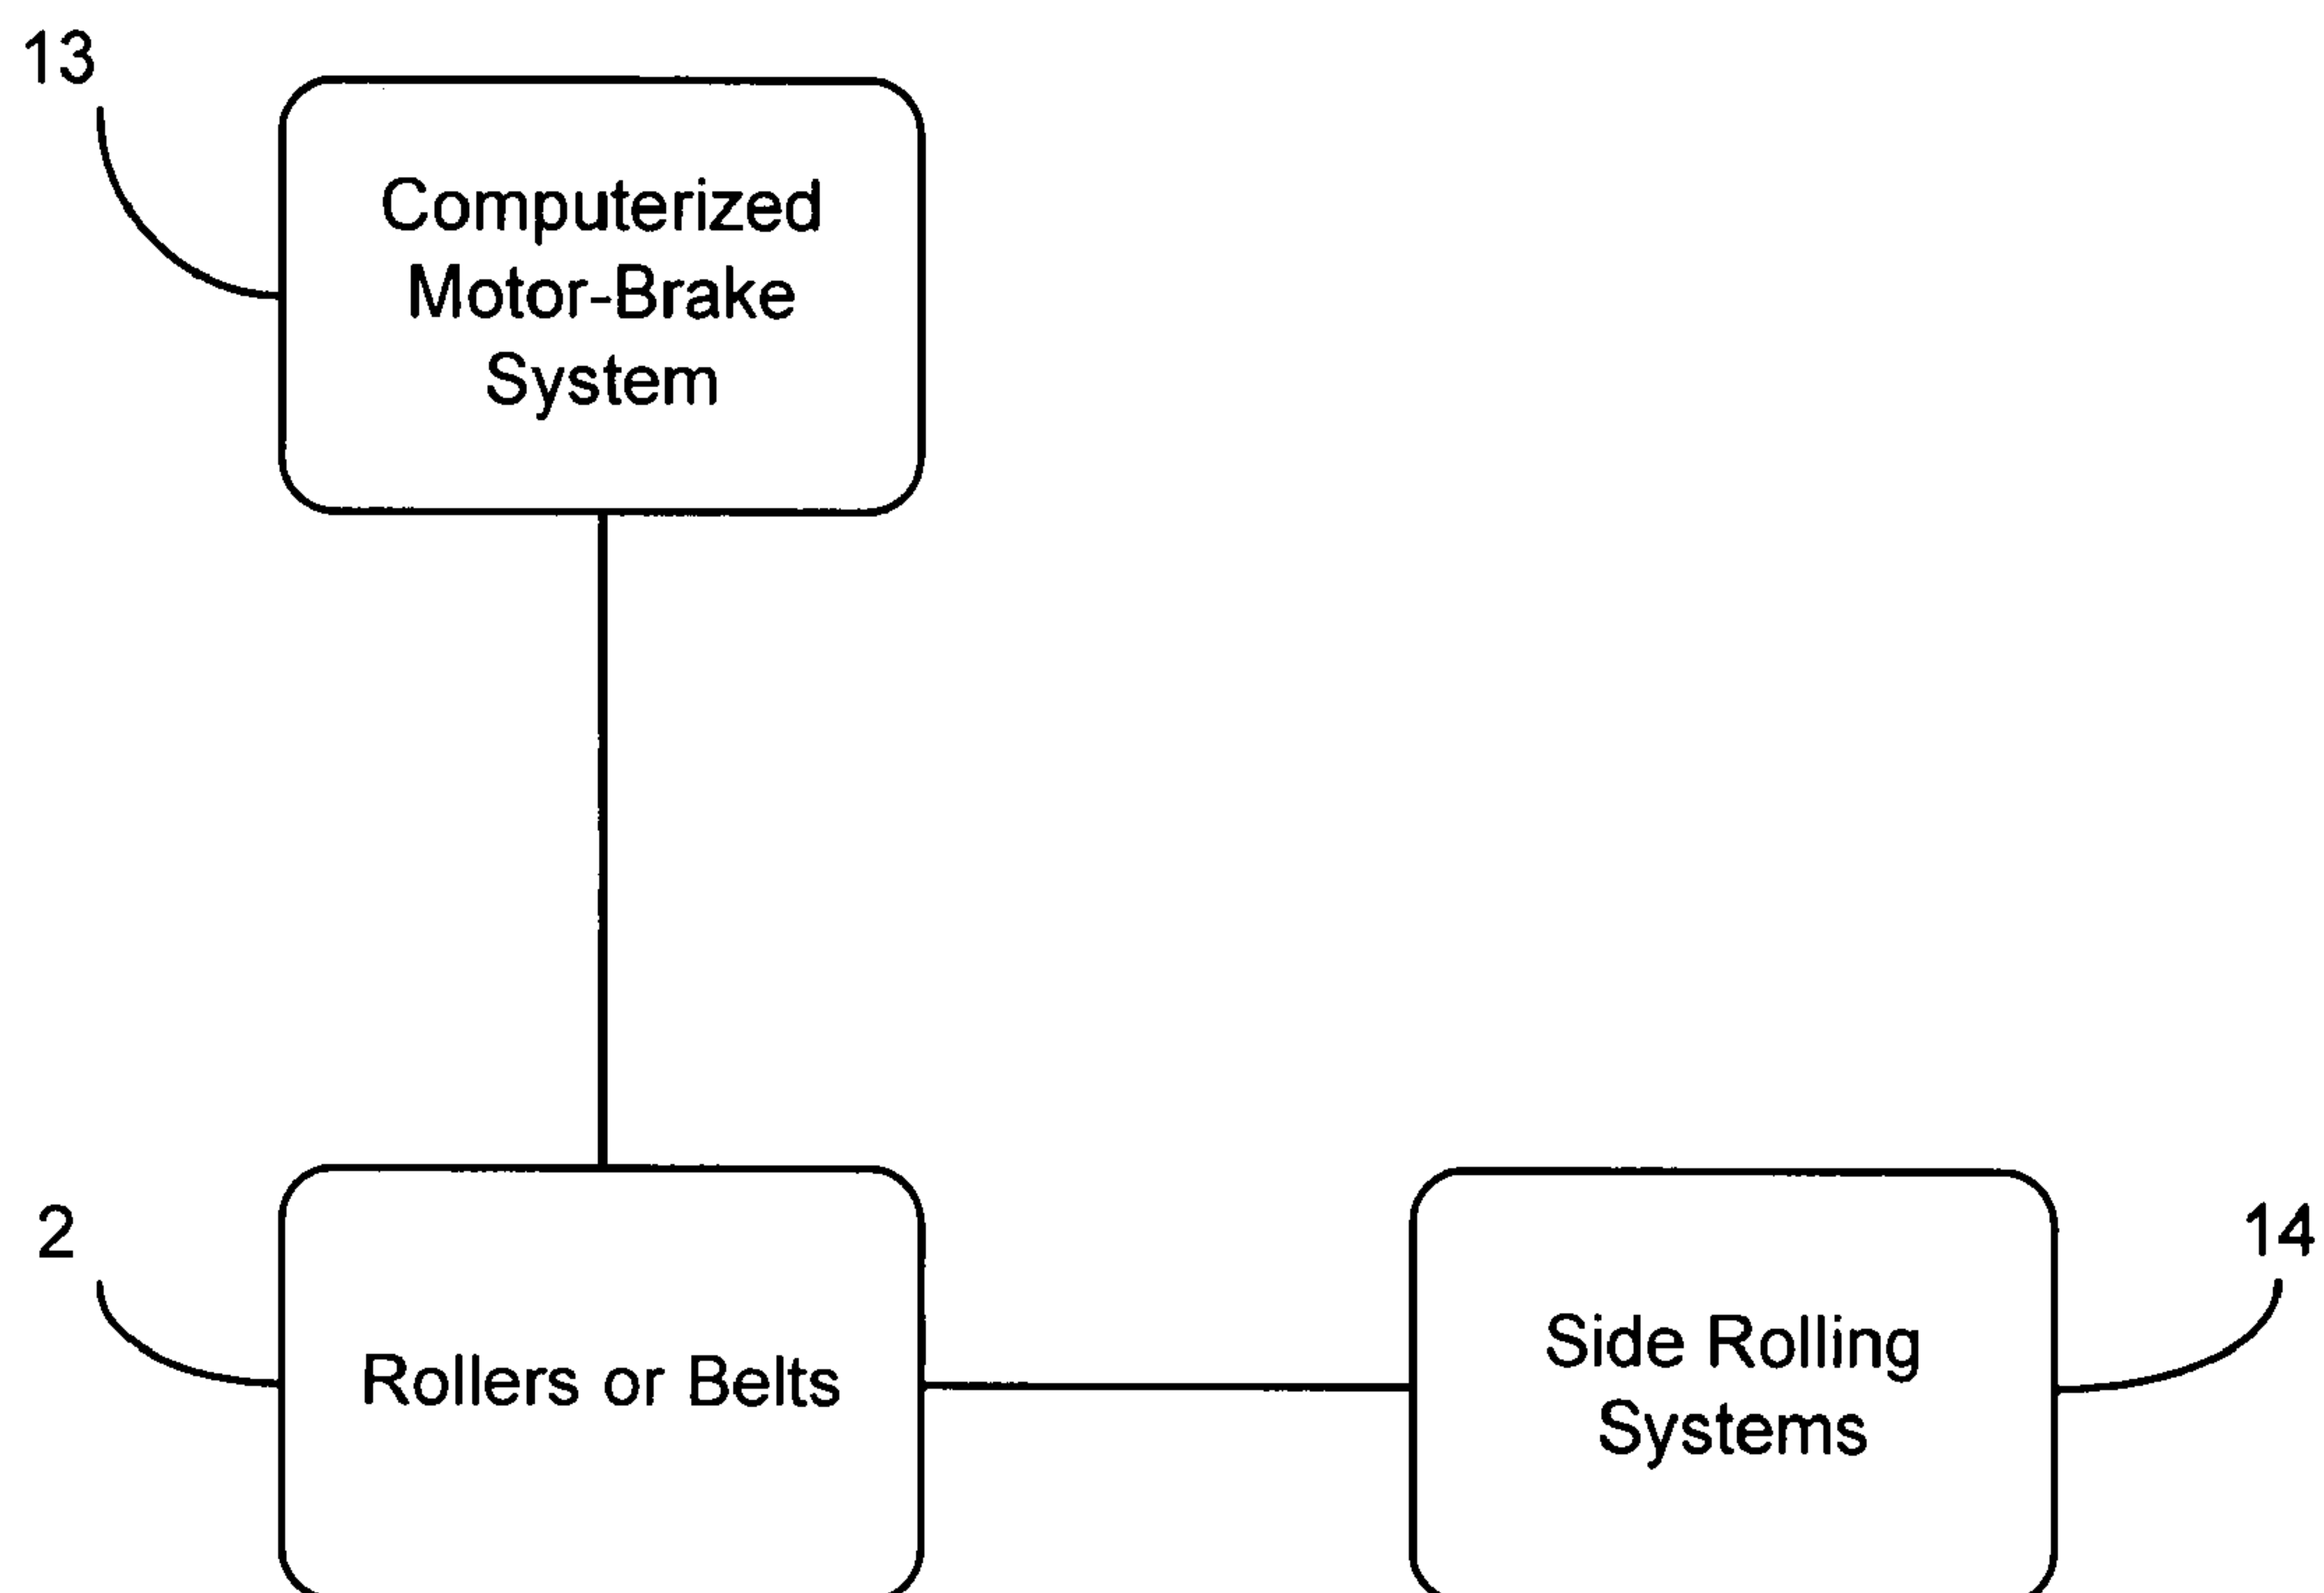 13
Computerized
Motor-Brake
System
2
Rollers or Belts
14
Side Rolling
Systems